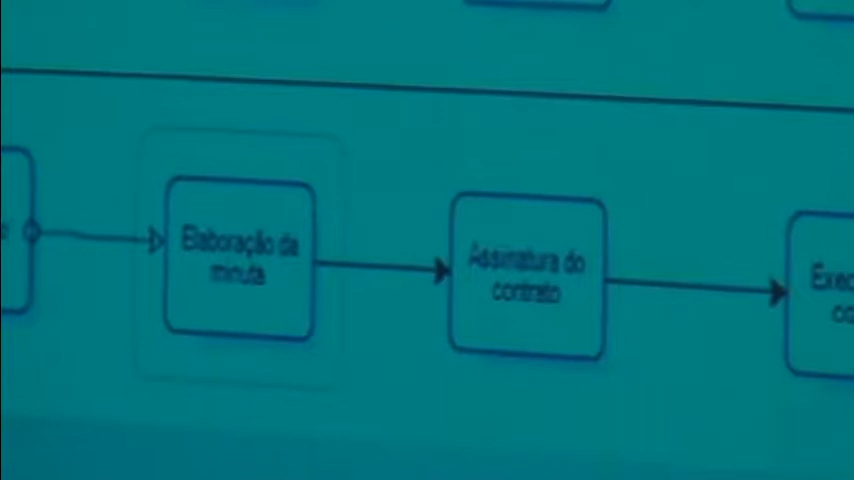 Elaboração da
minuta
Assinatura do
contrato